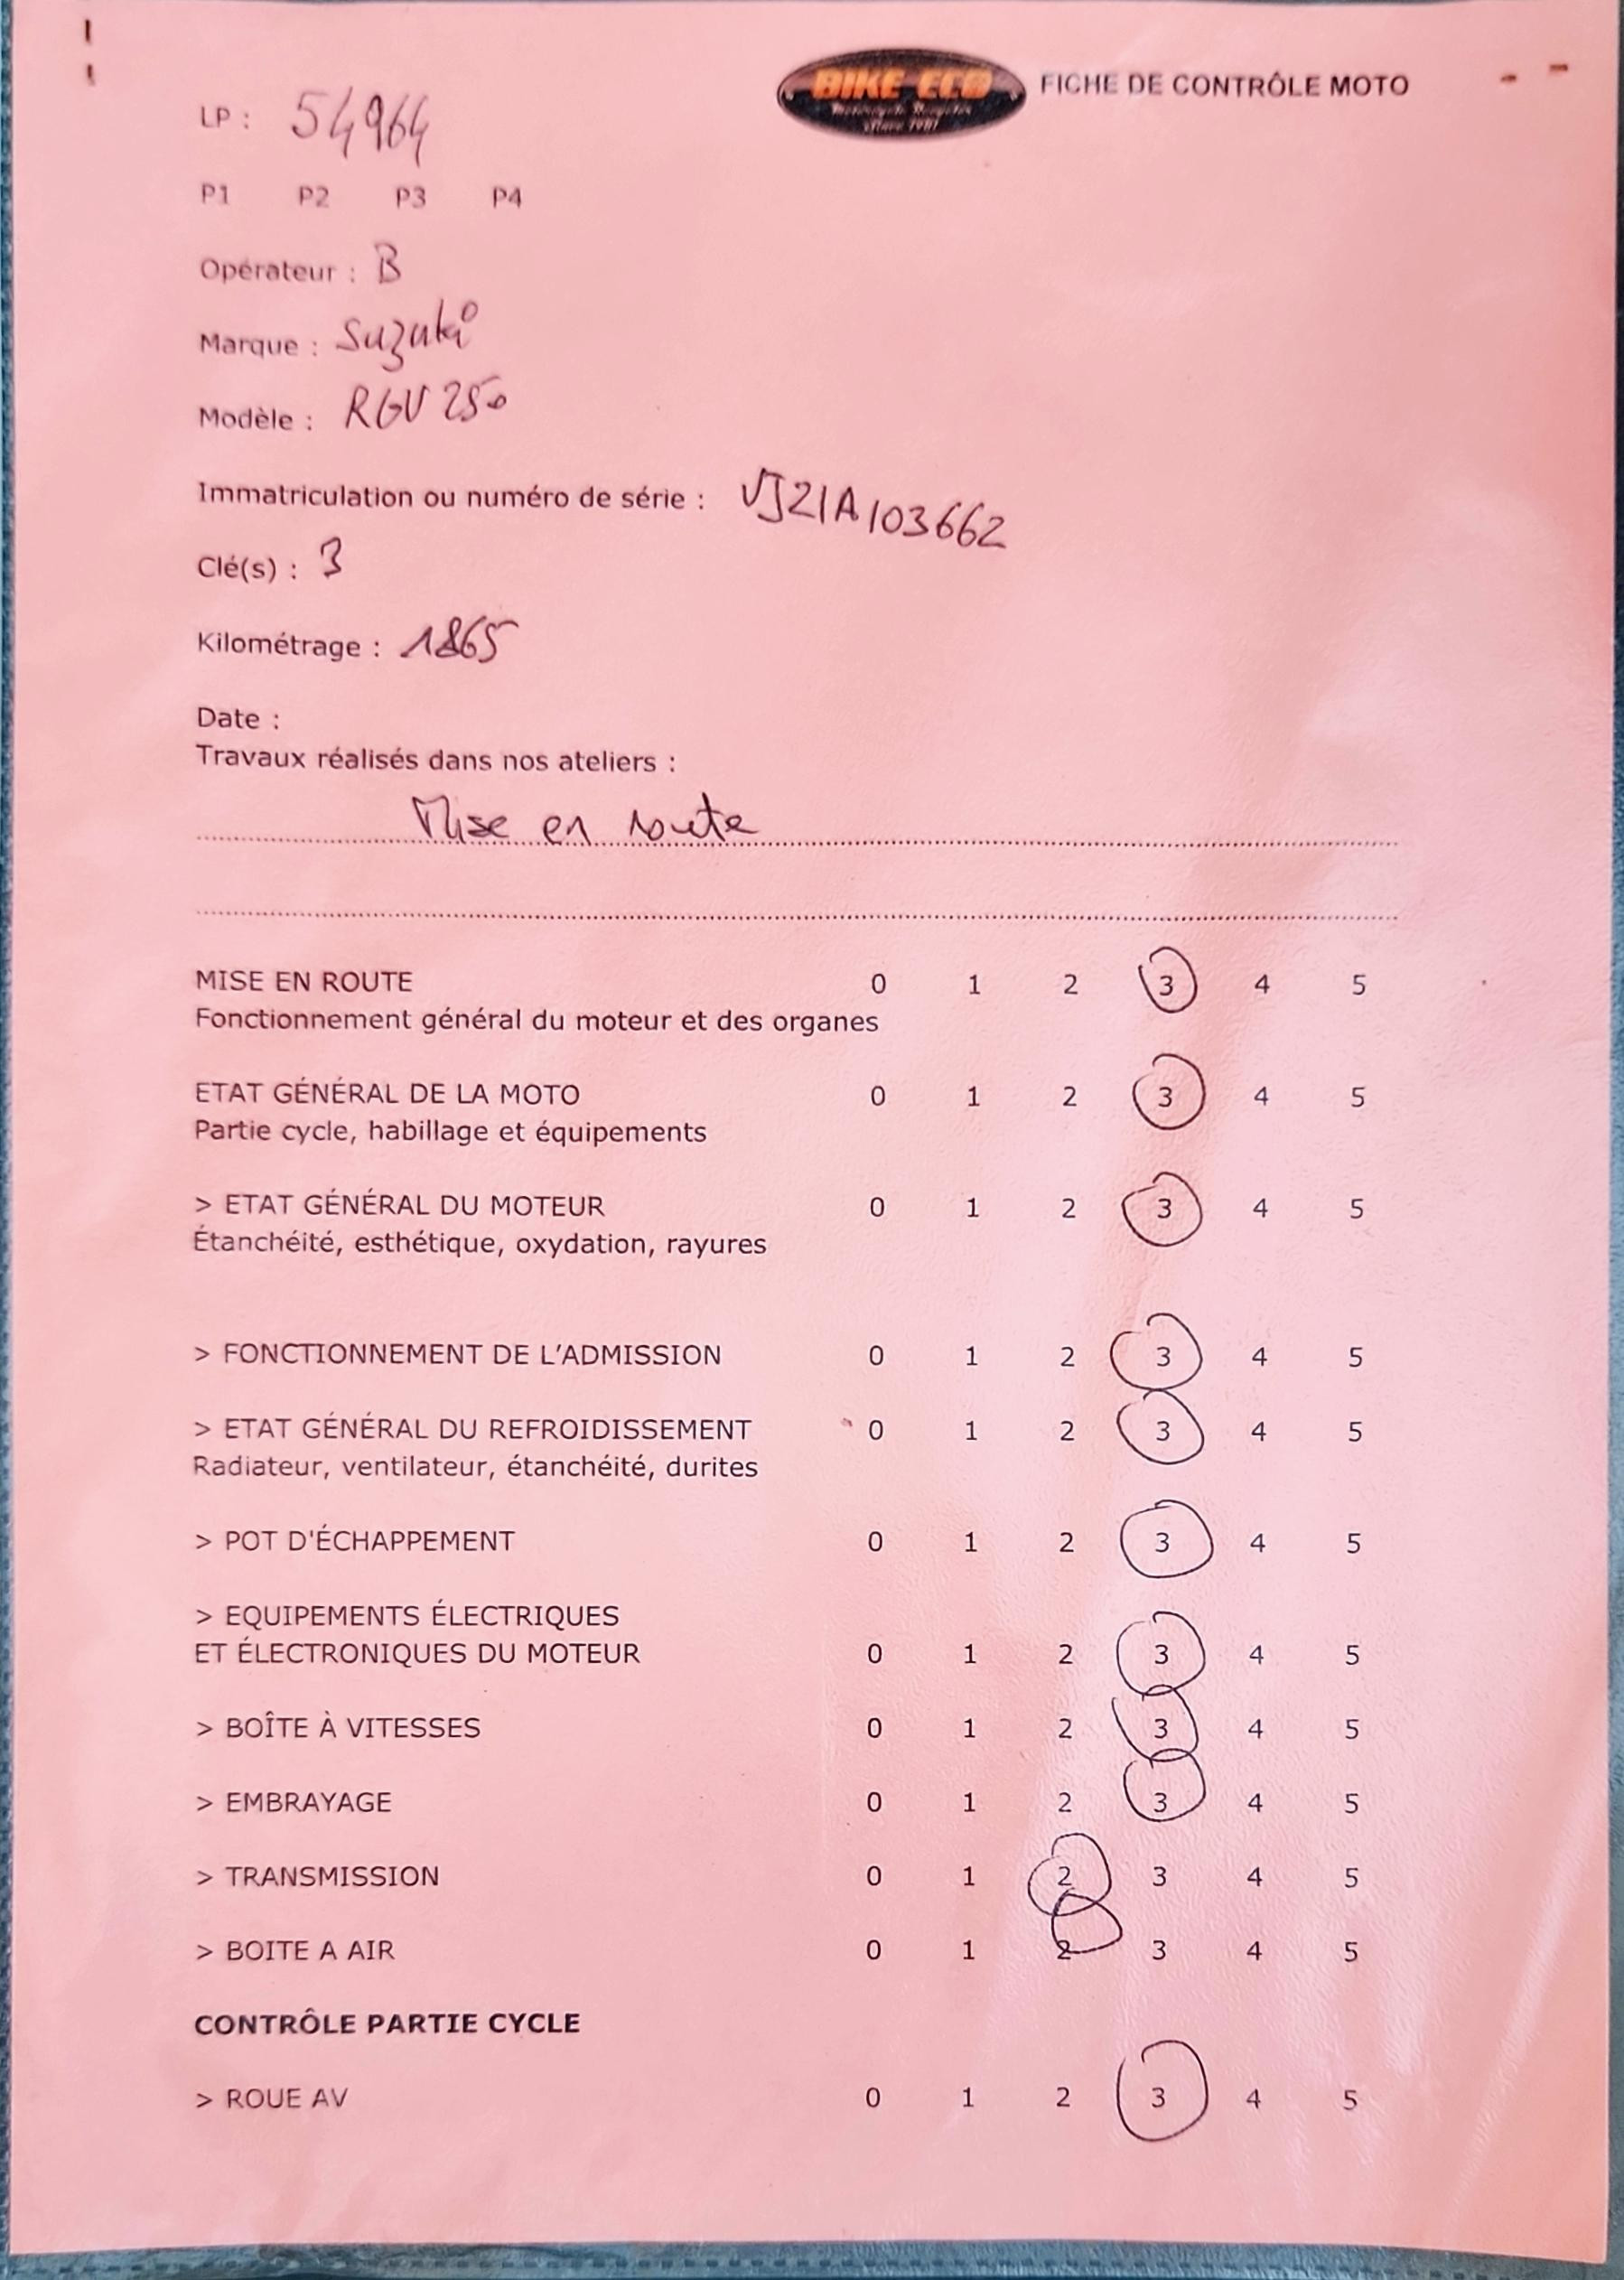 BIKE ECO
FICHE DE CONTRÔLE MOTO
LP : 54964
P1 P2 P3 P4
Opérateur : B
Marque : Suzuki
Modèle : RGV 250
Immatriculation ou numéro de série : VJ21A103662
Clé(s) : 3
Kilométrage : 1865
Date :
Travaux réalisés dans nos ateliers :
Mise en route
MISE EN ROUTE 0 1 2 3 4 5
Fonctionnement général du moteur et des organes
ETAT GÉNÉRAL DE LA MOTO 0 1 2 3 4 5
Partie cycle, habillage et équipements
> ETAT GÉNÉRAL DU MOTEUR 0 1 2 3 4 5
Étanchéité, esthétique, oxydation, rayures
> FONCTIONNEMENT DE L'ADMISSION 0 1 2 3 4 5
> ETAT GÉNÉRAL DU REFROIDISSEMENT 0 1 2 3 4 5
Radiateur, ventilateur, étanchéité, durites
> POT D'ÉCHAPPEMENT 0 1 2 3 4 5
> EQUIPEMENTS ÉLECTRIQUES
ET ÉLECTRONIQUES DU MOTEUR 0 1 2 3 4 5
> BOÎTE À VITESSES 0 1 2 3 4 5
> EMBRAYAGE 0 1 2 3 4 5
> TRANSMISSION 0 1 2 3 4 5
> BOITE A AIR 0 1 2 3 4 5
CONTRÔLE PARTIE CYCLE
> ROUE AV 0 1 2 3 4 5